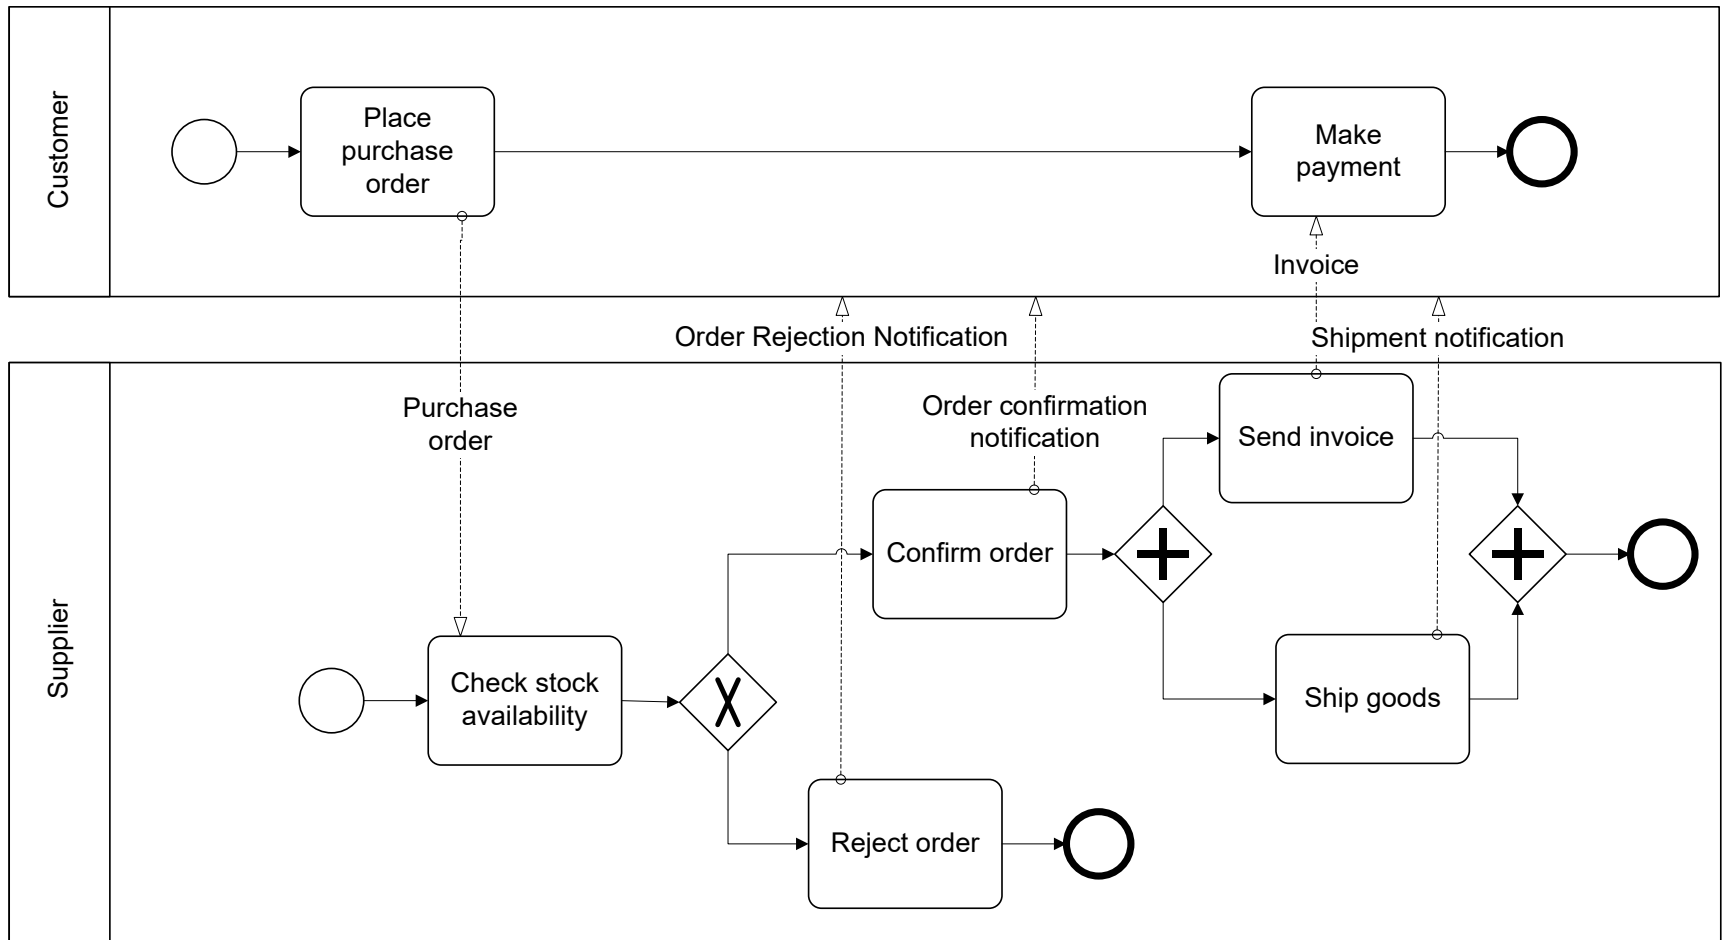 Customer
Place
purchase
order
Make
payment
Invoice
Order Rejection Notification
Shipment notification
Supplier
Purchase
order
Order confirmation
notification
Send invoice
Confirm order
Check stock
availability
Ship goods
Reject order